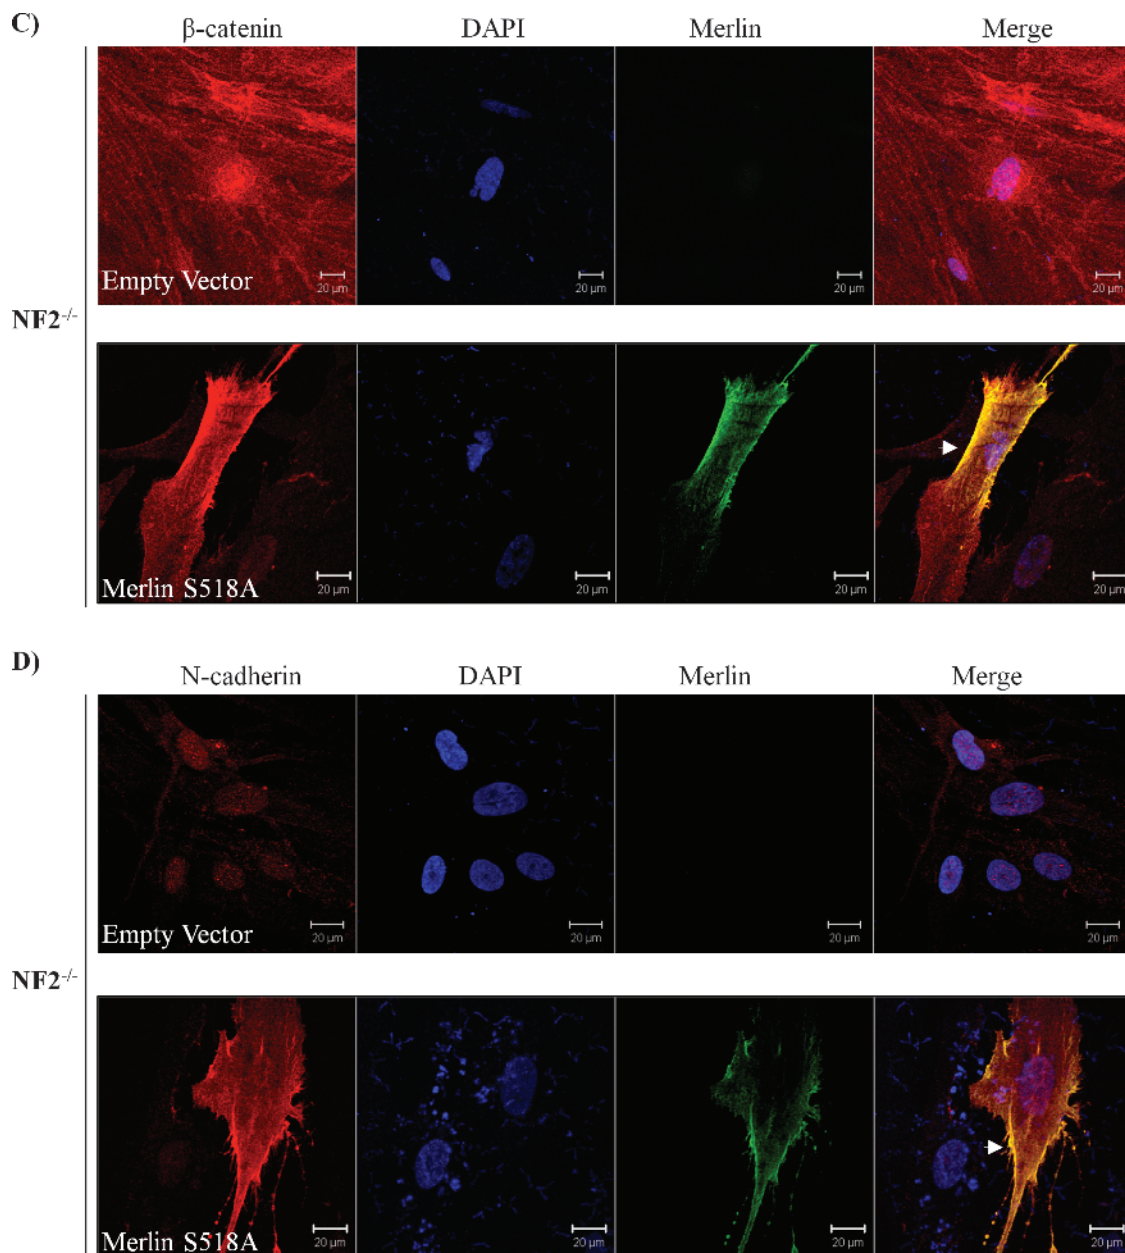 C)
β-catenin DAPI Merlin Merge
Empty Vector 20 µm 20 µm 20 µm 20 µm
NF2-/-
Merlin S518A 20 µm 20 µm 20 µm 20 µm
D)
N-cadherin DAPI Merlin Merge
Empty Vector 20 µm 20 µm 20 µm 20 µm
NF2-/-
Merlin S518A 20 µm 20 µm 20 µm 20 µm